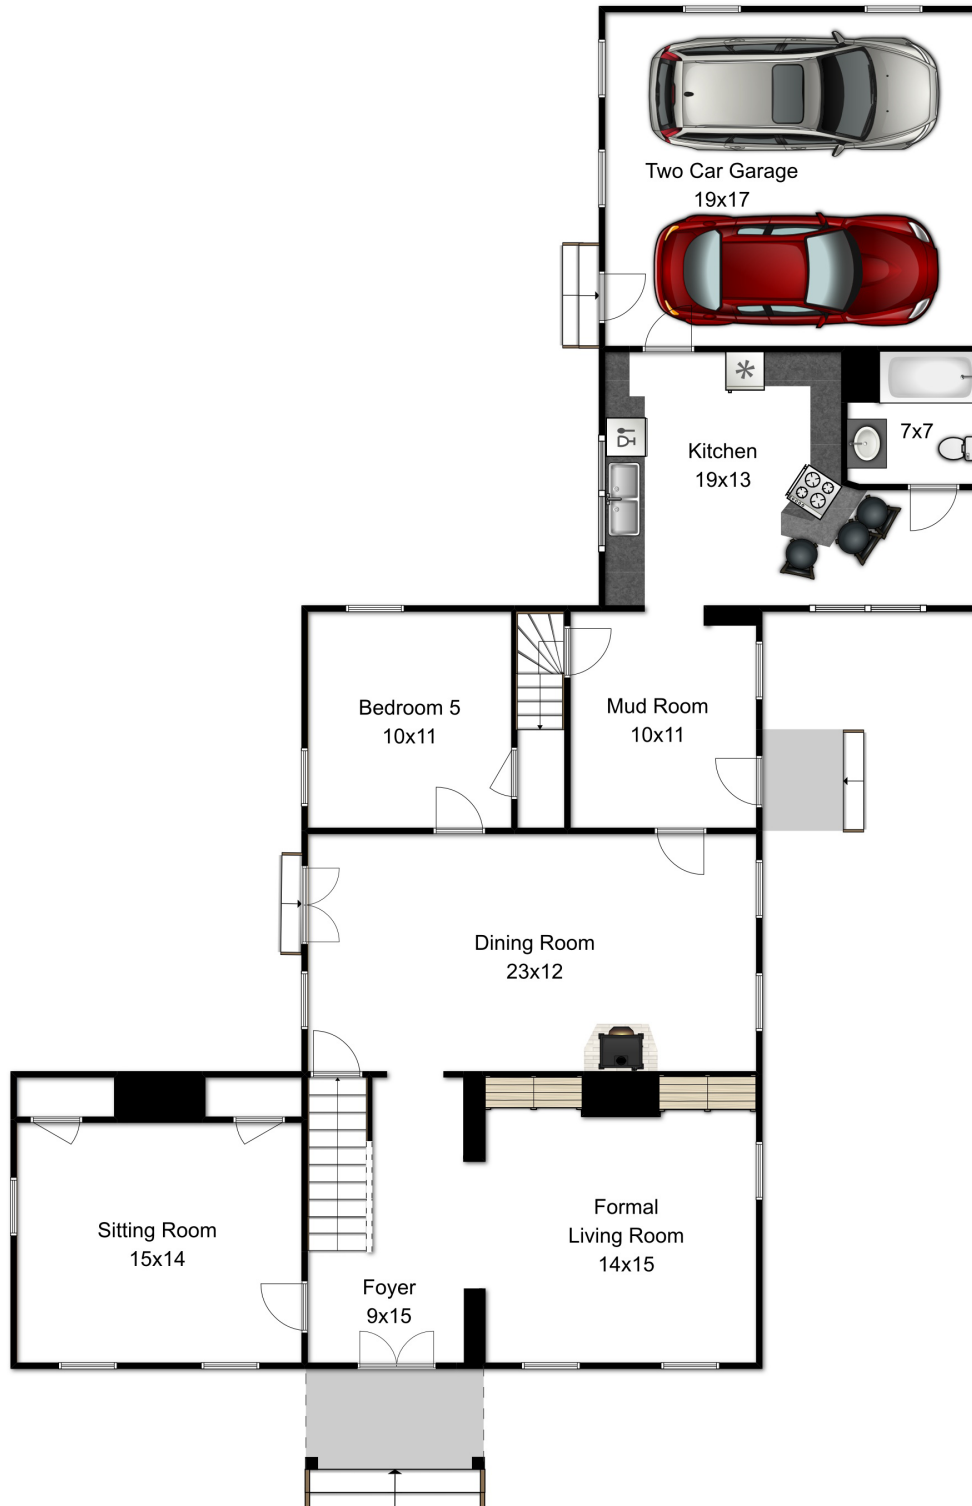 Two Car Garage
19x17
7x7
Kitchen
19x13
Bedroom 5
10x11
Mud Room
10x11
Dining Room
23x12
Sitting Room
15x14
Formal
Living Room
14x15
Foyer
9x15